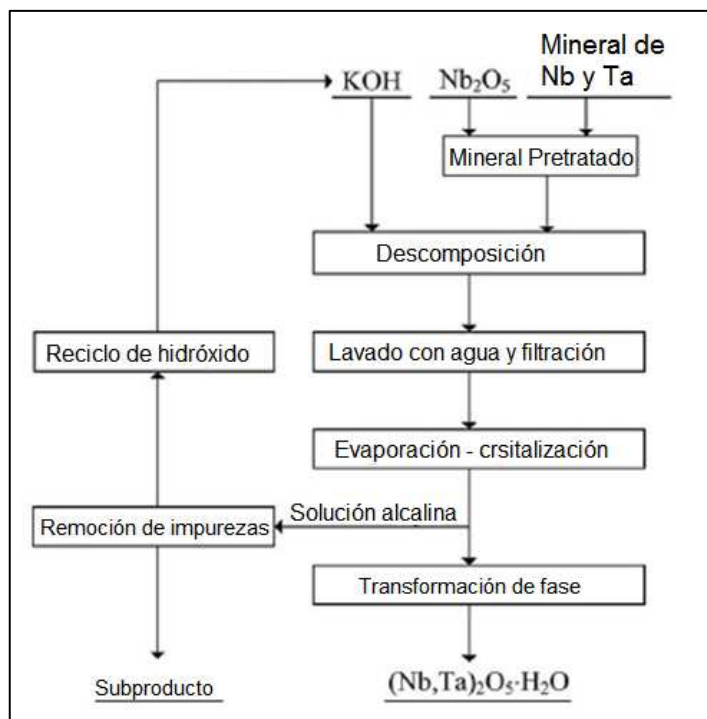 KOH
Nb₂O₅
Mineral de
Nb y Ta
Mineral Pretratado
Descomposición
Reciclo de hidróxido
Lavado con agua y filtración
Evaporación - crsitalización
Solución alcalina
Remoción de impurezas
Transformación de fase
Subproducto
(Nb,Ta)₂O₅·H₂O